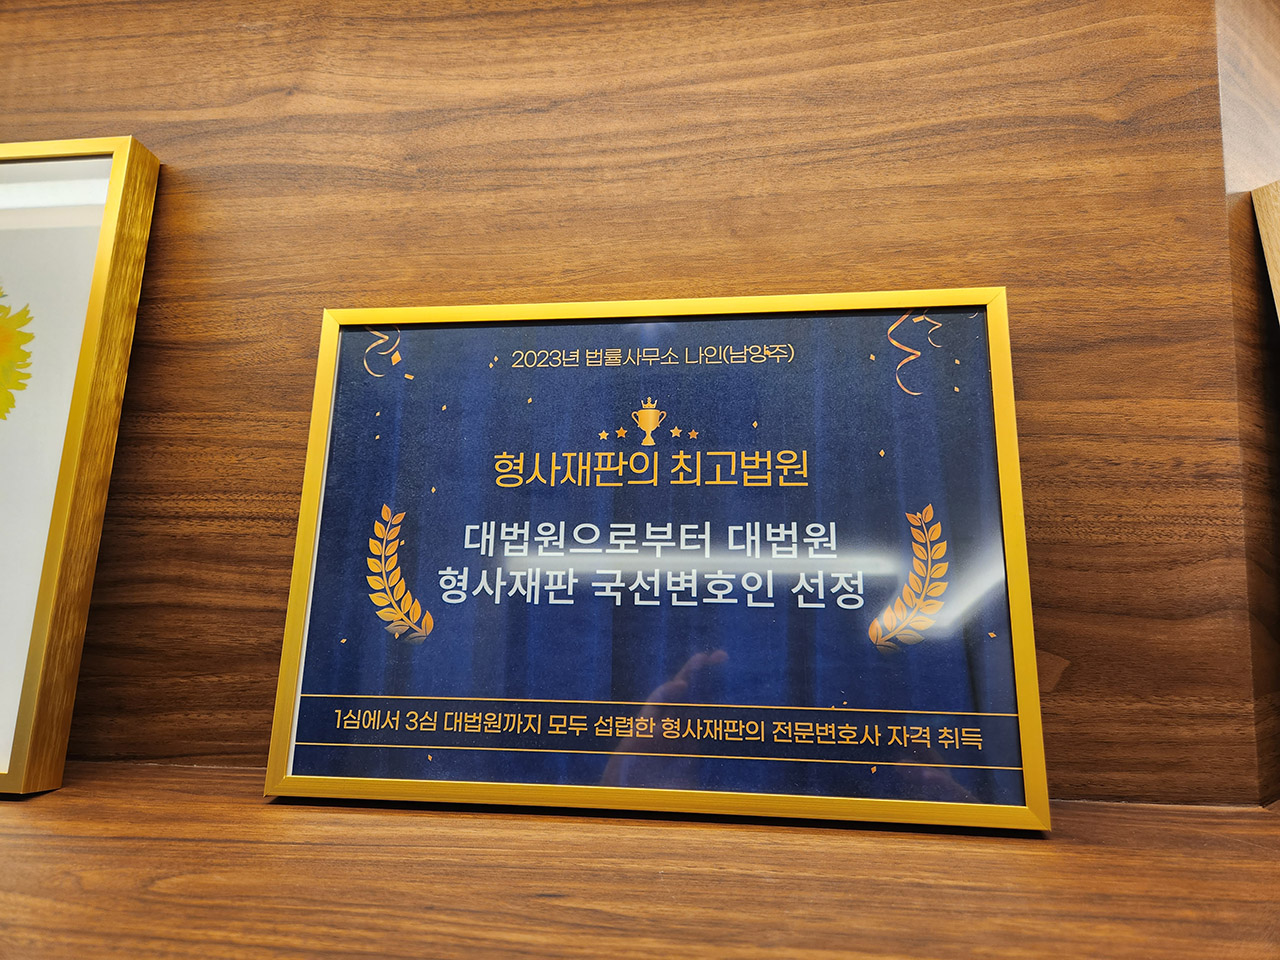 2023년 법률사무소 나인(남양주)
형사재판의 최고법원
대법원으로부터 대법원
형사재판 국선변호인 선정
1심에서 3심 대법원까지 모두 섭렵한 형사재판의 전문변호사 자격 취득